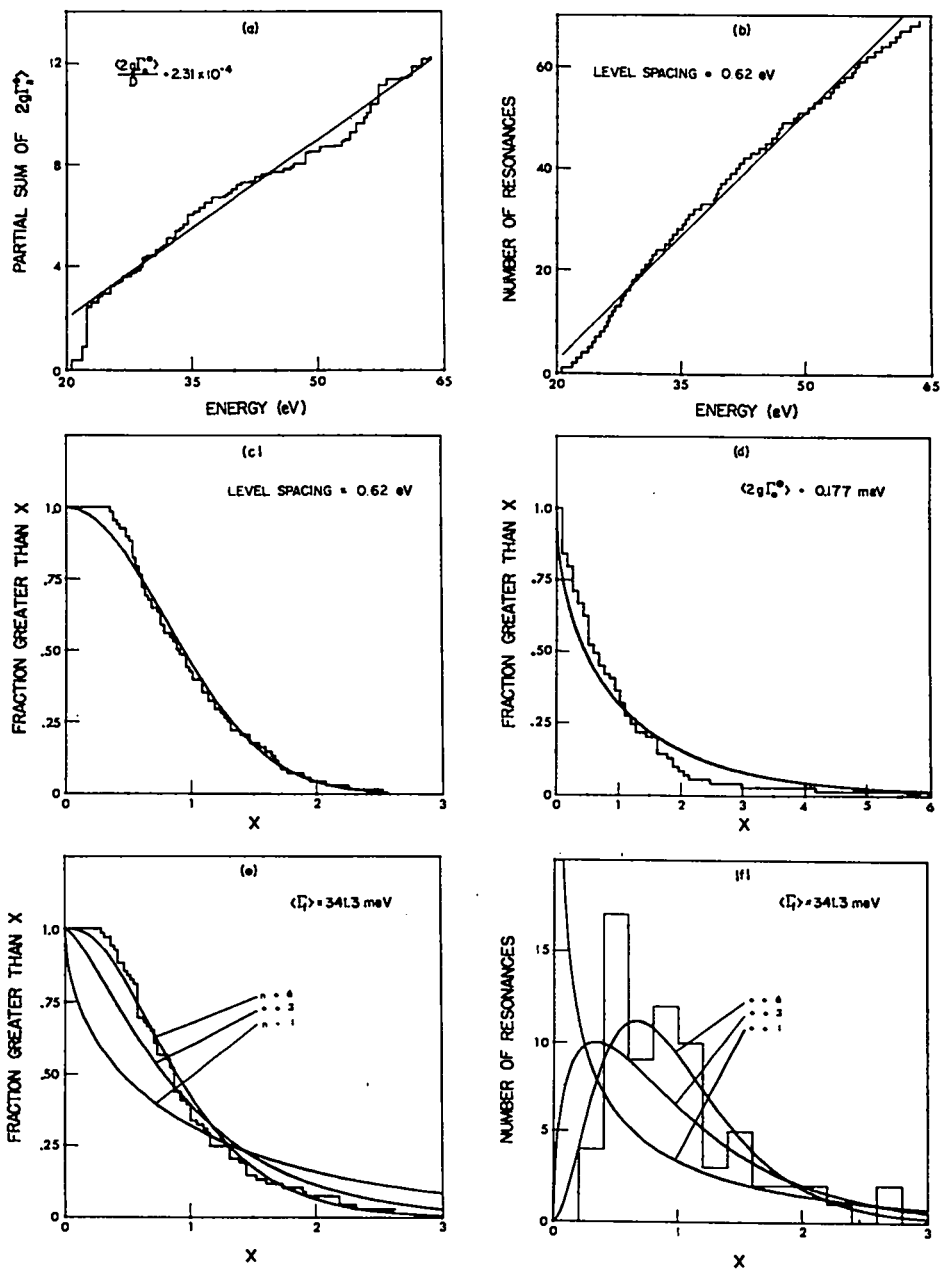 (a)
⟨2gΓₙ⁰⟩
D
= 2.31 x 10⁻⁴
PARTIAL SUM OF 2gΓₙ⁰
12
8
4
0
20 35 50 65
ENERGY (eV)
(b)
LEVEL SPACING = 0.62 eV
NUMBER OF RESONANCES
60
40
20
0
20 35 50 65
ENERGY (eV)
(c)
LEVEL SPACING = 0.62 eV
FRACTION GREATER THAN X
1.0
.75
.50
.25
0
0 1 2 3
X
(d)
⟨2gΓₙ⁰⟩ = 0.177 meV
FRACTION GREATER THAN X
1.0
.75
.50
.25
0
0 1 2 3 4 5 6
X
(e)
⟨Γf⟩ = 341.3 meV
FRACTION GREATER THAN X
1.0
.75
.50
.25
0
n = 6
n = 3
n = 1
0 1 2 3
X
(f)
⟨Γf⟩ = 341.3 meV
NUMBER OF RESONANCES
15
10
5
0
n = 6
n = 3
n = 1
0 1 2 3
X